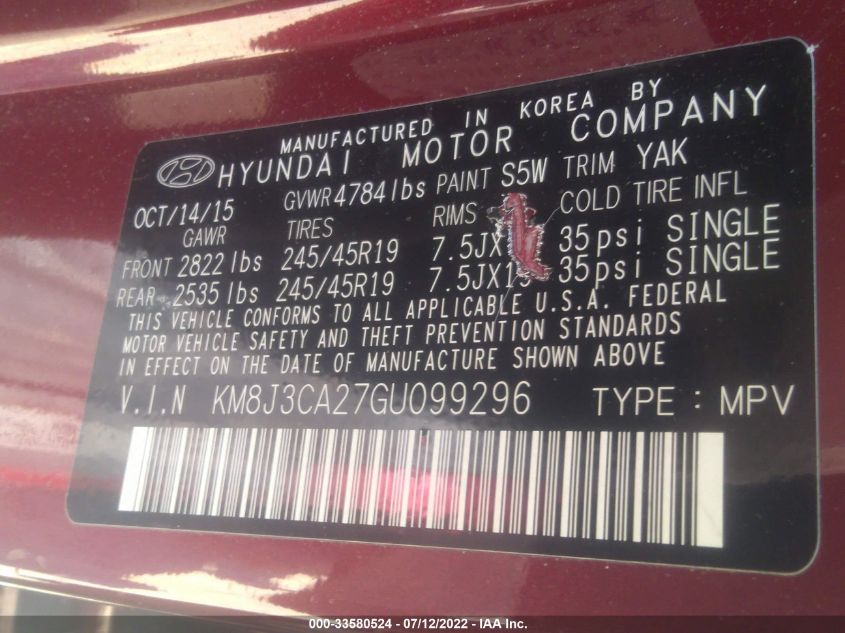 MANUFACTURED IN KOREA BY
HYUNDAI MOTOR COMPANY
OCT/14/15 GVWR 4784 lbs PAINT S5W TRIM YAK
GAWR TIRES RIMS COLD TIRE INFL
FRONT 2822 lbs 245/45R19 7.5JX 35psi SINGLE
REAR 2535 lbs 245/45R19 7.5JX19 35psi SINGLE
THIS VEHICLE CONFORMS TO ALL APPLICABLE U.S.A. FEDERAL
MOTOR VEHICLE SAFETY AND THEFT PREVENTION STANDARDS
IN EFFECT ON THE DATE OF MANUFACTURE SHOWN ABOVE
V.I.N KM8J3CA27GU099296 TYPE : MPV
000-33580524 - 07/12/2022 - IAA Inc.